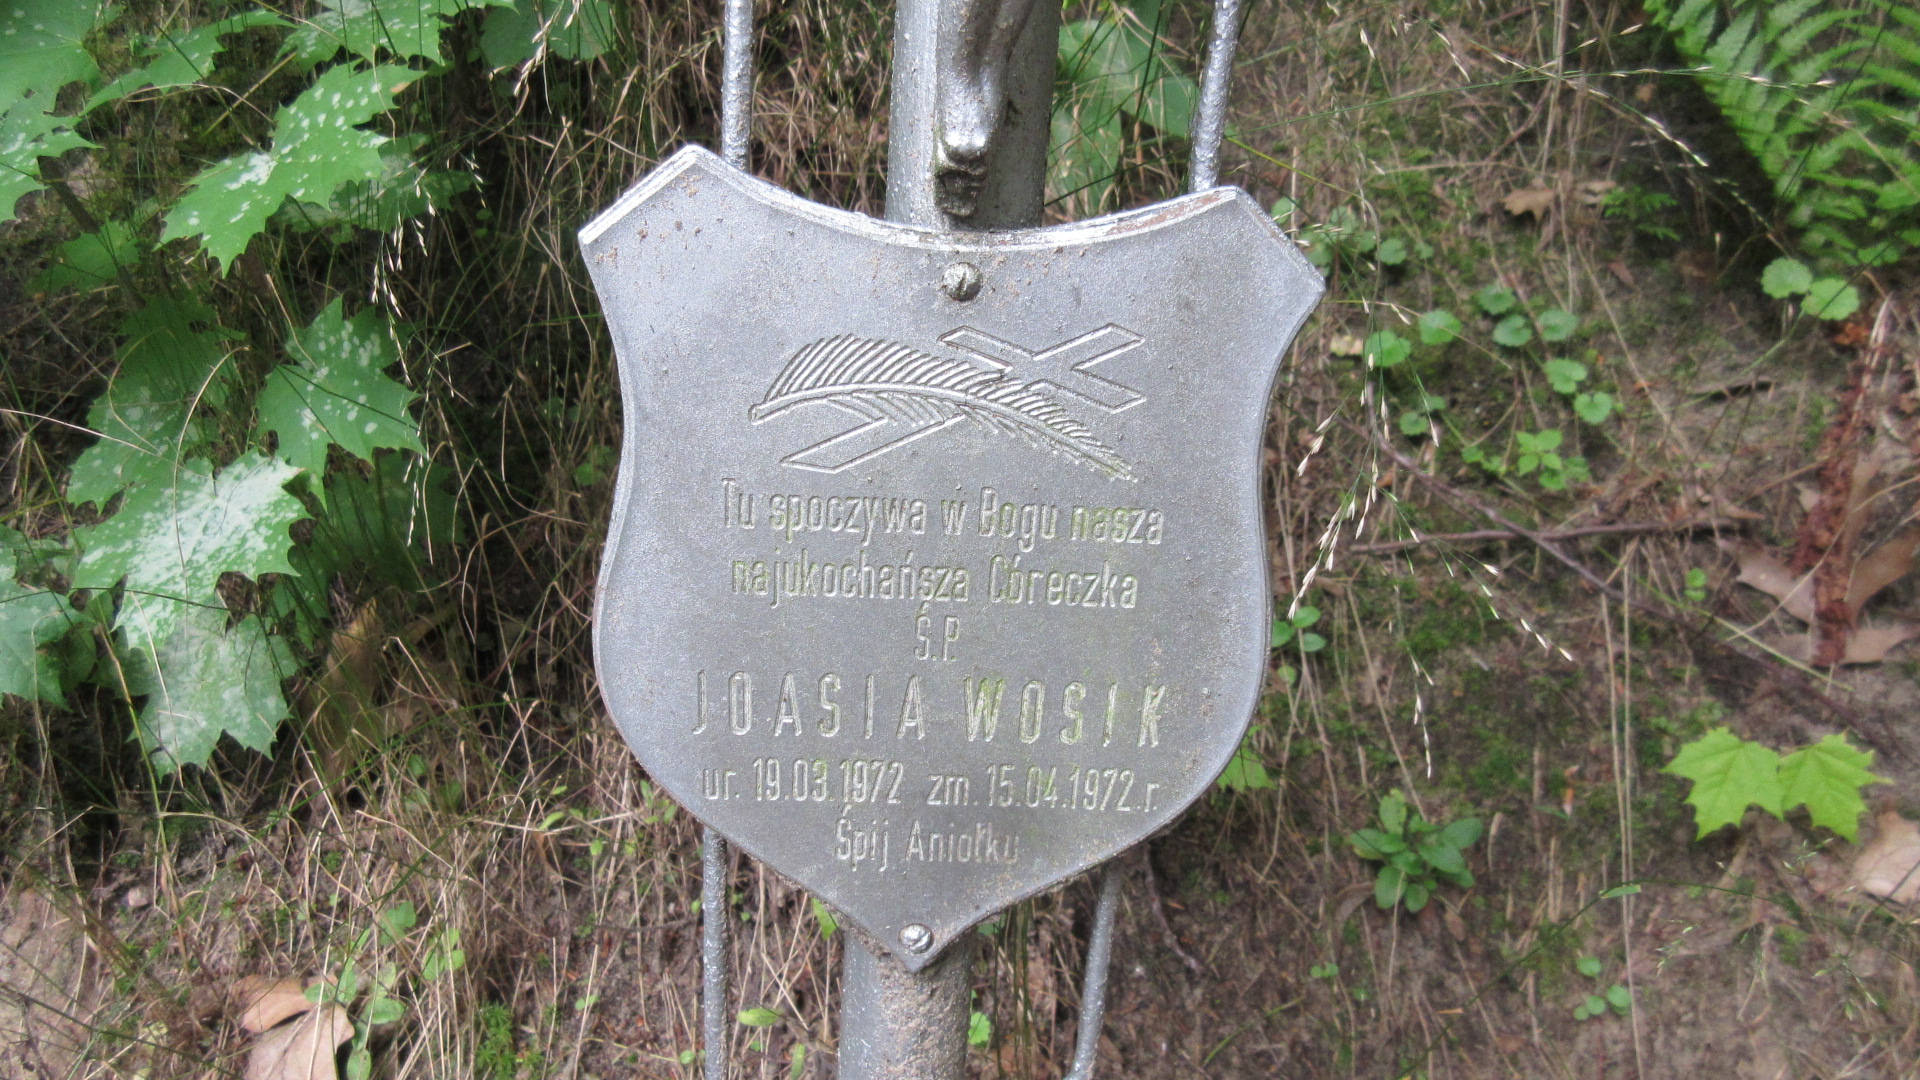 Tu spoczywa w Bogu nasza
najukochańsza Córeczka
Ś.P.
JOASIA WOSIK
ur. 19.03.1972 zm. 15.04.1972.r.
Śpij Aniołku